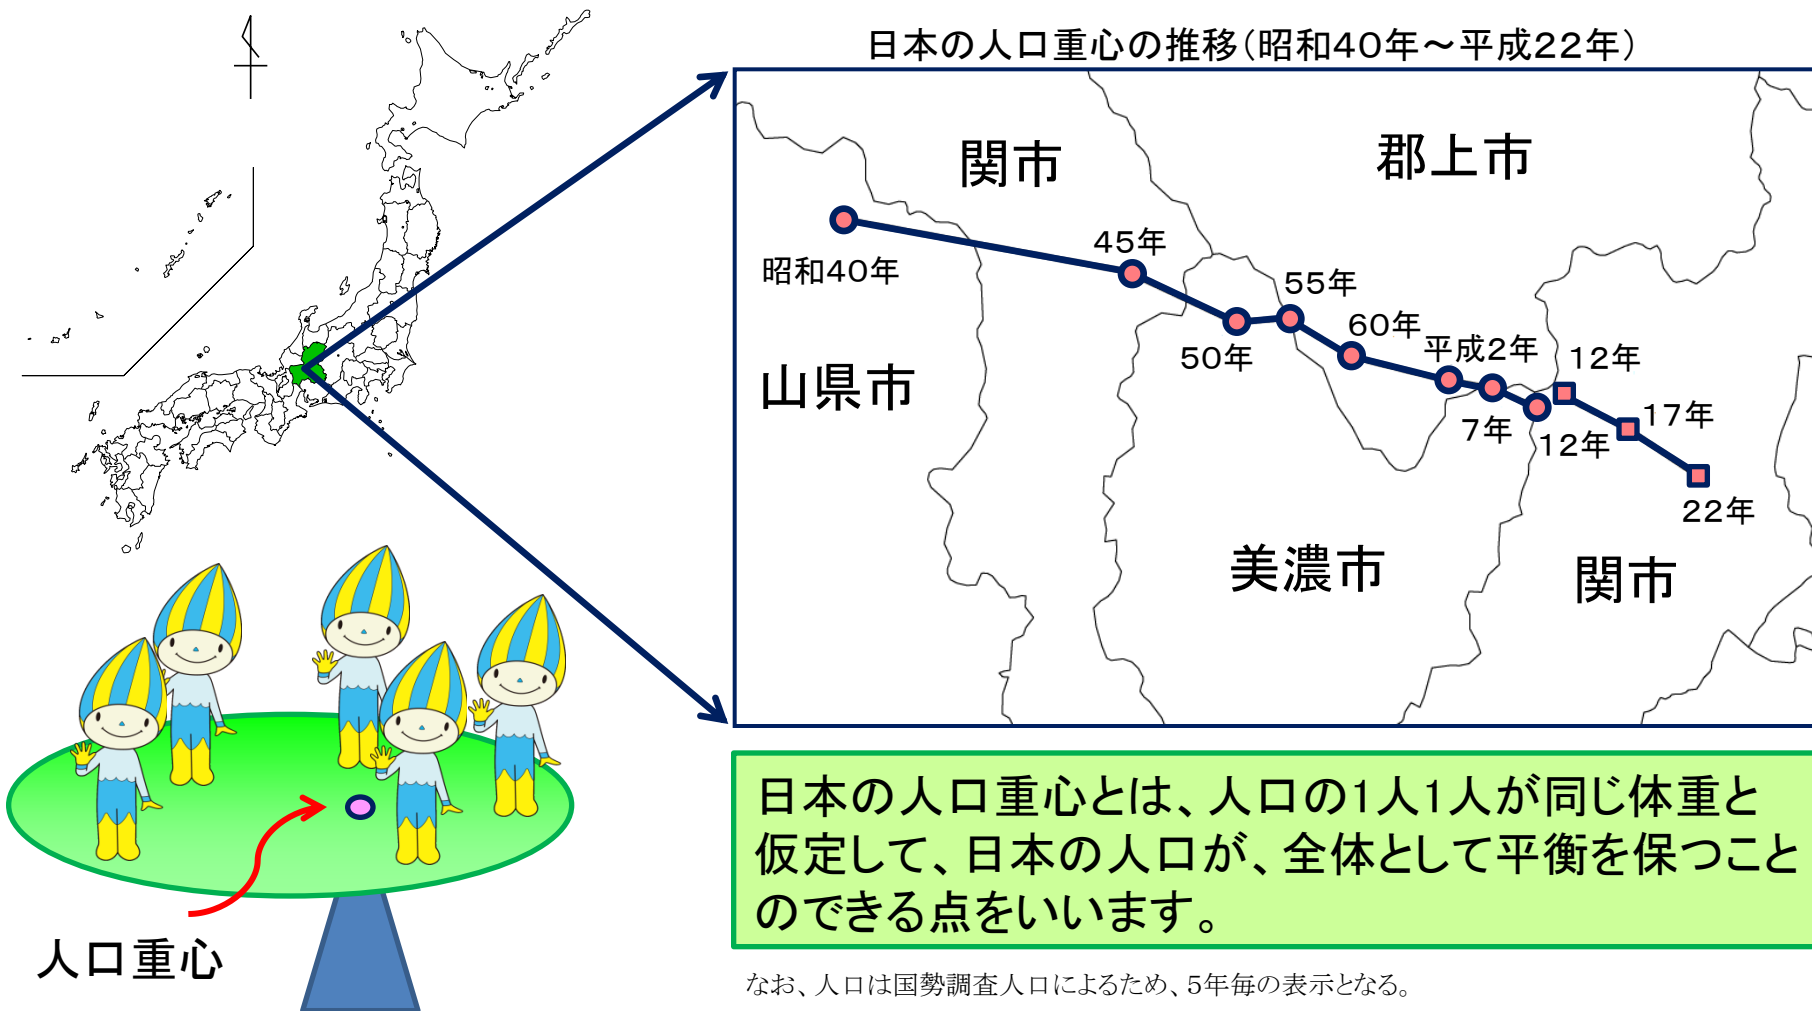 日本の人口重心の推移(昭和40年～平成22年)
関市
郡上市
45年
昭和40年
55年
60年
50年
平成2年
12年
山県市
7年
12年
17年
22年
美濃市
関市
人口重心
日本の人口重心とは、人口の1人1人が同じ体重と
仮定して、日本の人口が、全体として平衡を保つこと
のできる点をいいます。
なお、人口は国勢調査人口によるため、5年毎の表示となる。